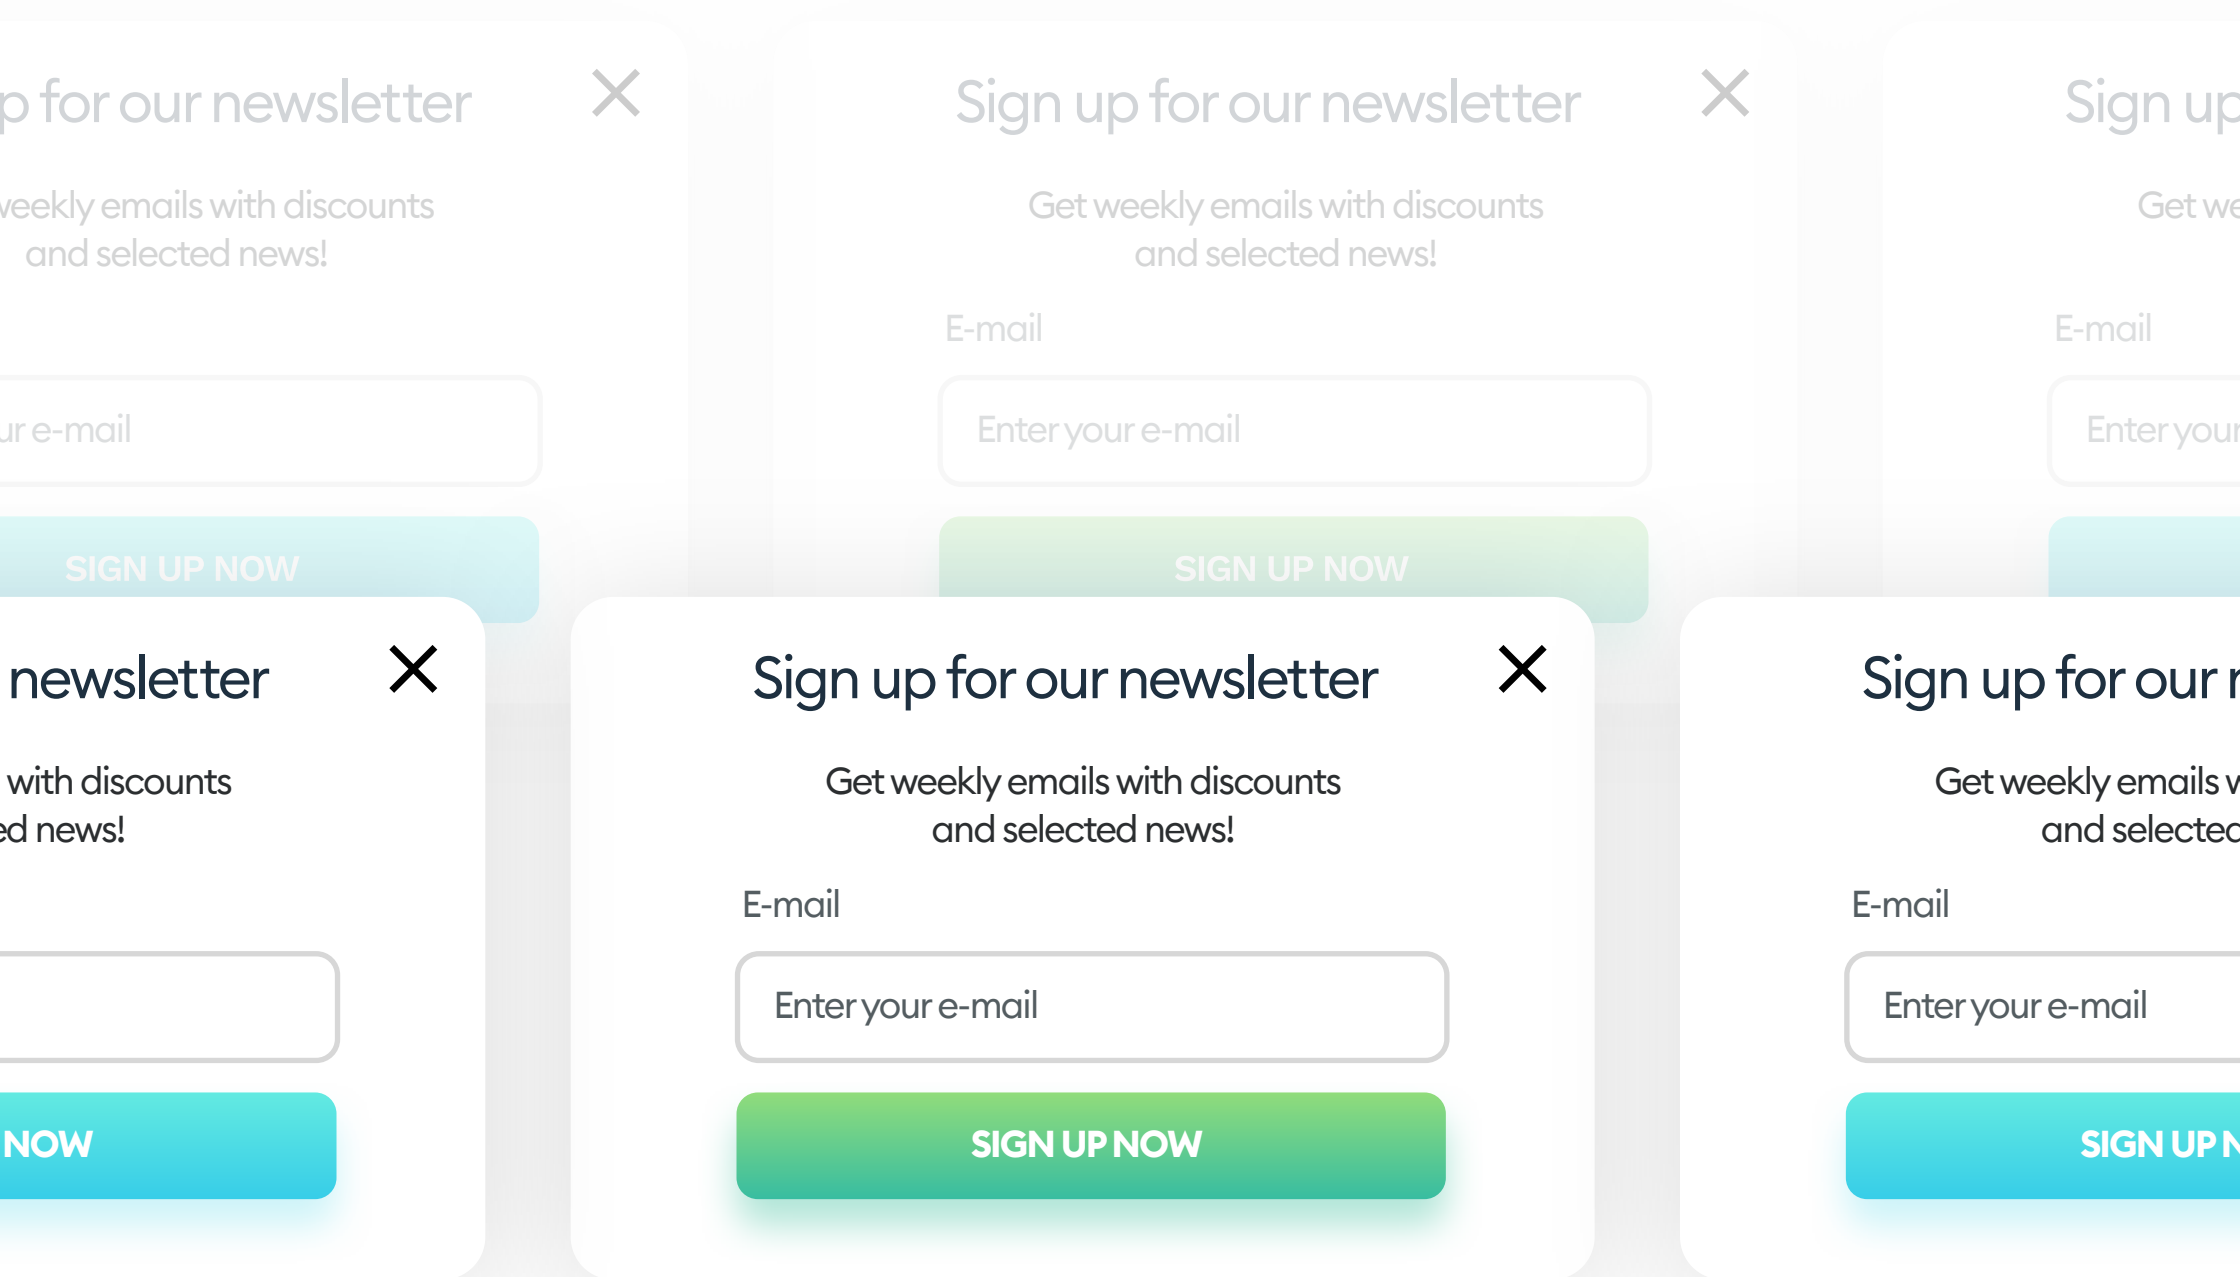 p for our newsletter
weekly emails with discounts
and selected news!
ur e-mail
SIGN UP NOW
Sign up for our newsletter
Get weekly emails with discounts
and selected news!
E-mail
Enter your e-mail
SIGN UP NOW
Sign up
Get we
E-mail
Enter your
newsletter
with discounts
ed news!
NOW
Sign up for our newsletter
Get weekly emails with discounts
and selected news!
E-mail
Enter your e-mail
SIGN UP NOW
Sign up for our n
Get weekly emails w
and selected
E-mail
Enter your e-mail
SIGN UP N